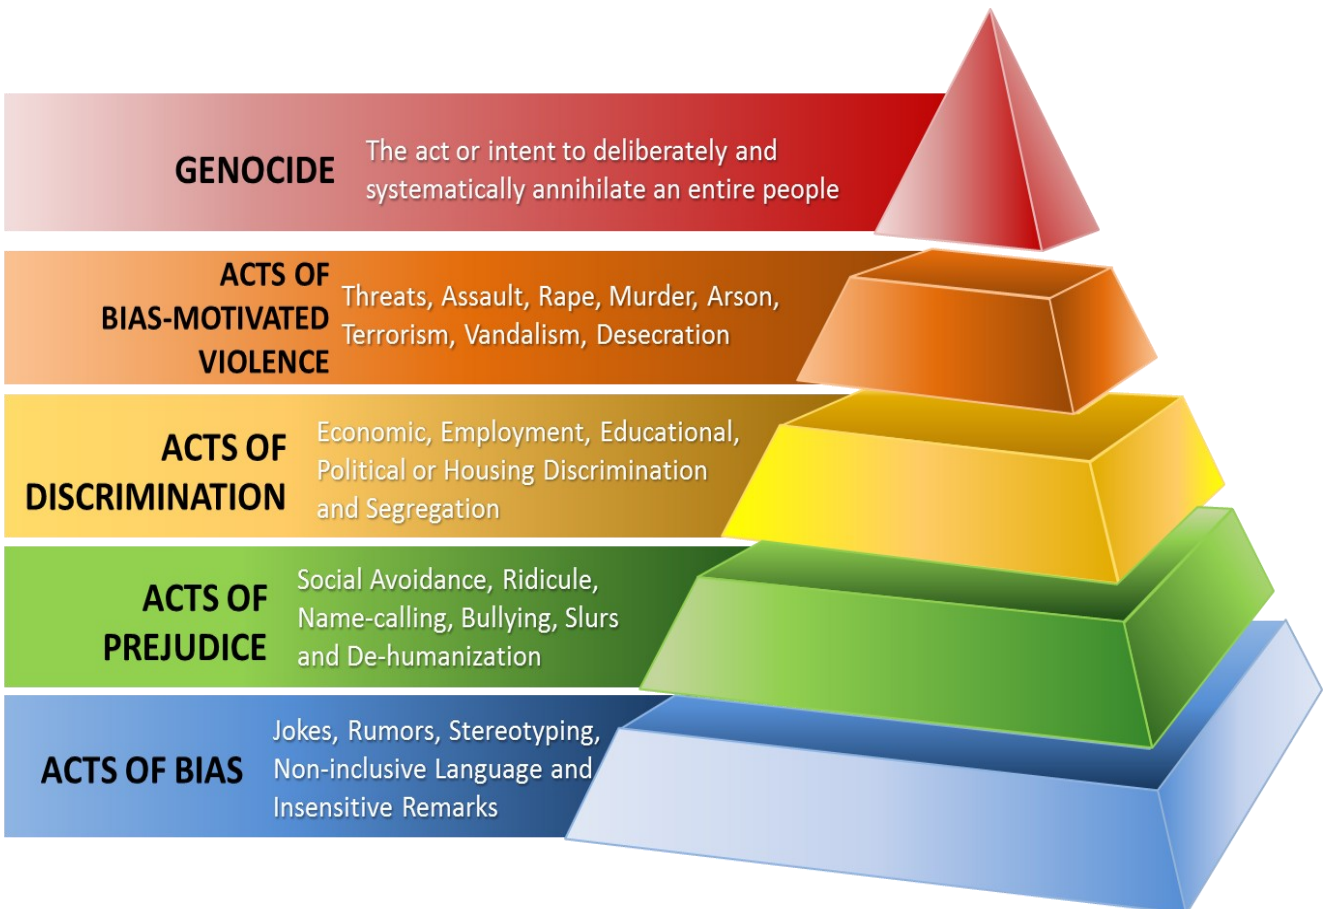 GENOCIDE
The act or intent to deliberately and
systematically annihilate an entire people
ACTS OF
BIAS-MOTIVATED
VIOLENCE
Threats, Assault, Rape, Murder, Arson,
Terrorism, Vandalism, Desecration
ACTS OF
DISCRIMINATION
Economic, Employment, Educational,
Political or Housing Discrimination
and Segregation
ACTS OF
PREJUDICE
Social Avoidance, Ridicule,
Name-calling, Bullying, Slurs
and De-humanization
ACTS OF BIAS
Jokes, Rumors, Stereotyping,
Non-inclusive Language and
Insensitive Remarks